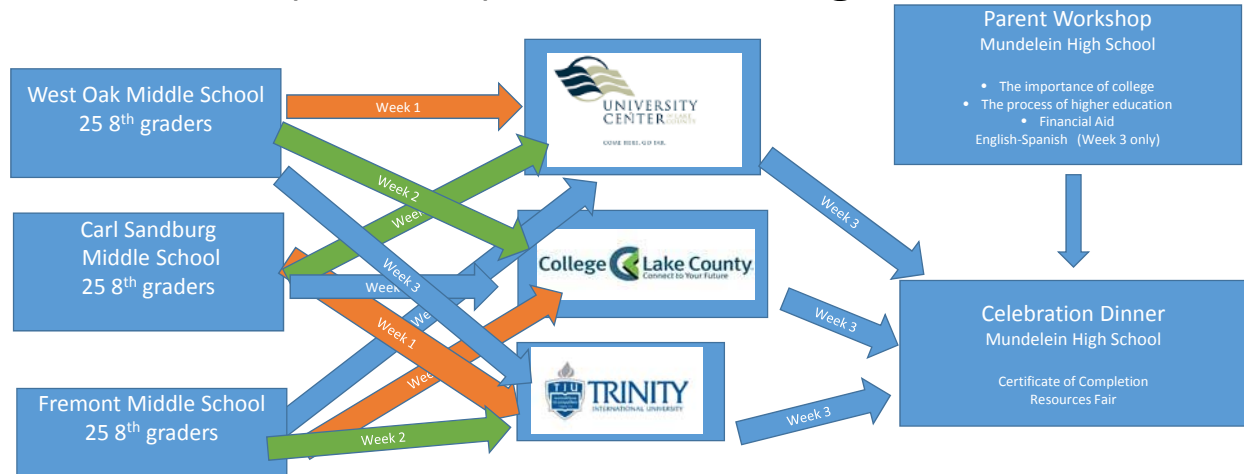 Parent Workshop
Mundelein High School
• The importance of college
• The process of higher education
• Financial Aid
English-Spanish (Week 3 only)
West Oak Middle School
25 8th graders
Week 1
UNIVERSITY
CENTER
COME HERE. GO FAR.
Week 2
Week
Week 3
Carl Sandburg
Middle School
25 8th graders
Week
College Lake County
Connect to Your Future
Week 3
Week 3
Celebration Dinner
Mundelein High School
Certificate of Completion
Resources Fair
Week 1
TIU
TRINITY
INTERNATIONAL UNIVERSITY
Fremont Middle School
25 8th graders
Week 2
Week 3